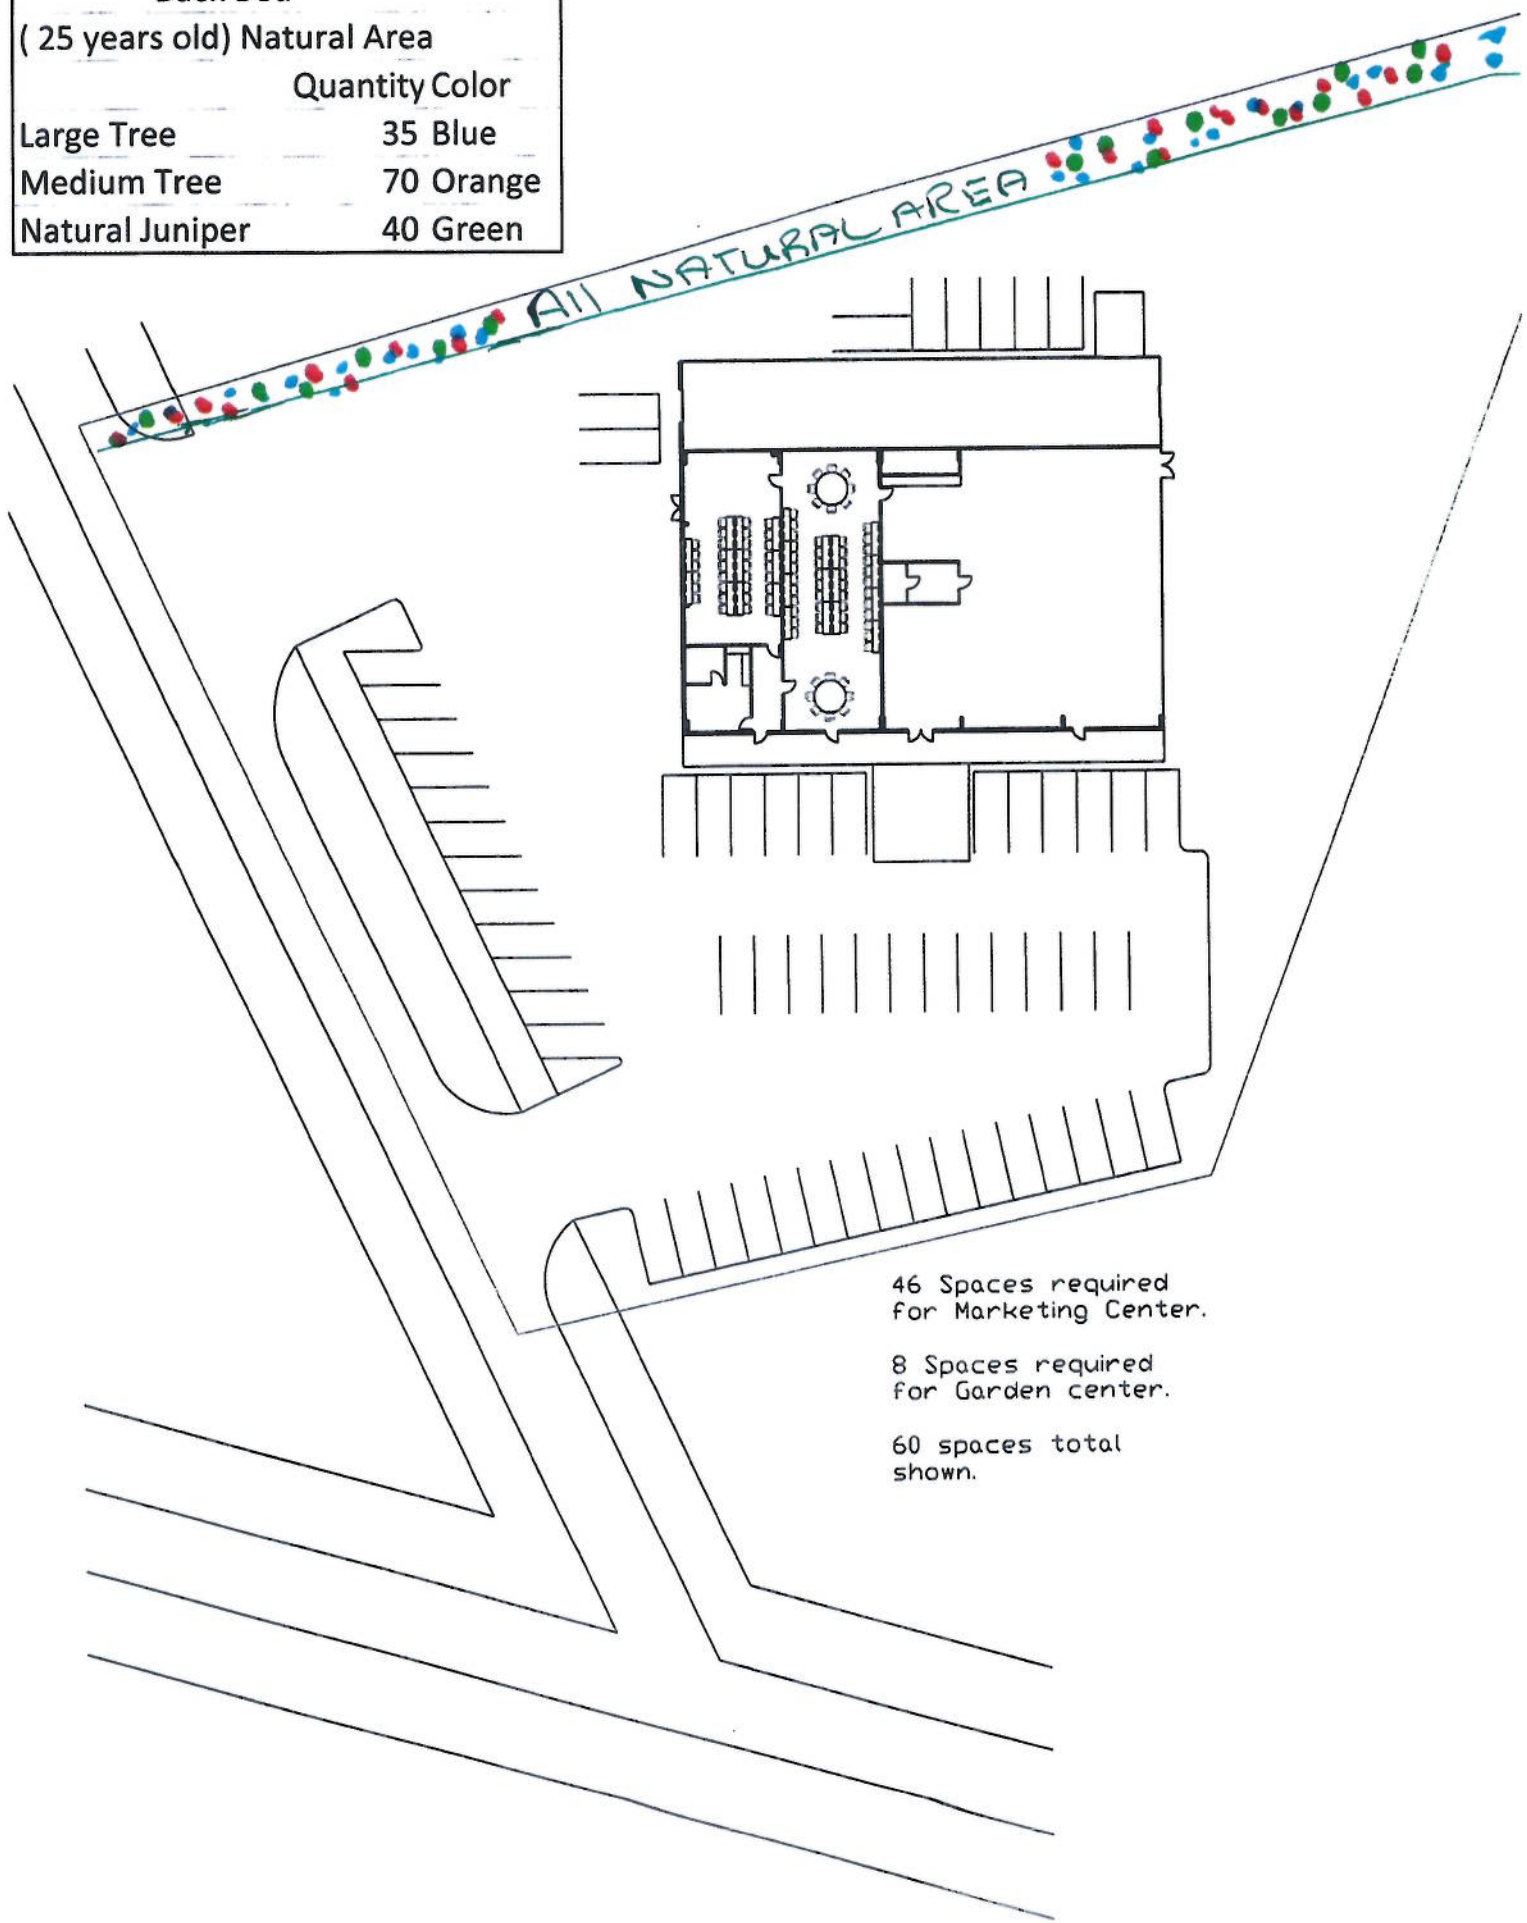 ( 25 years old) Natural Area
Quantity Color
Large Tree 35 Blue
Medium Tree 70 Orange
Natural Juniper 40 Green
All NATURAL AREA
46 Spaces required
for Marketing Center.
8 Spaces required
for Garden center.
60 spaces total
shown.